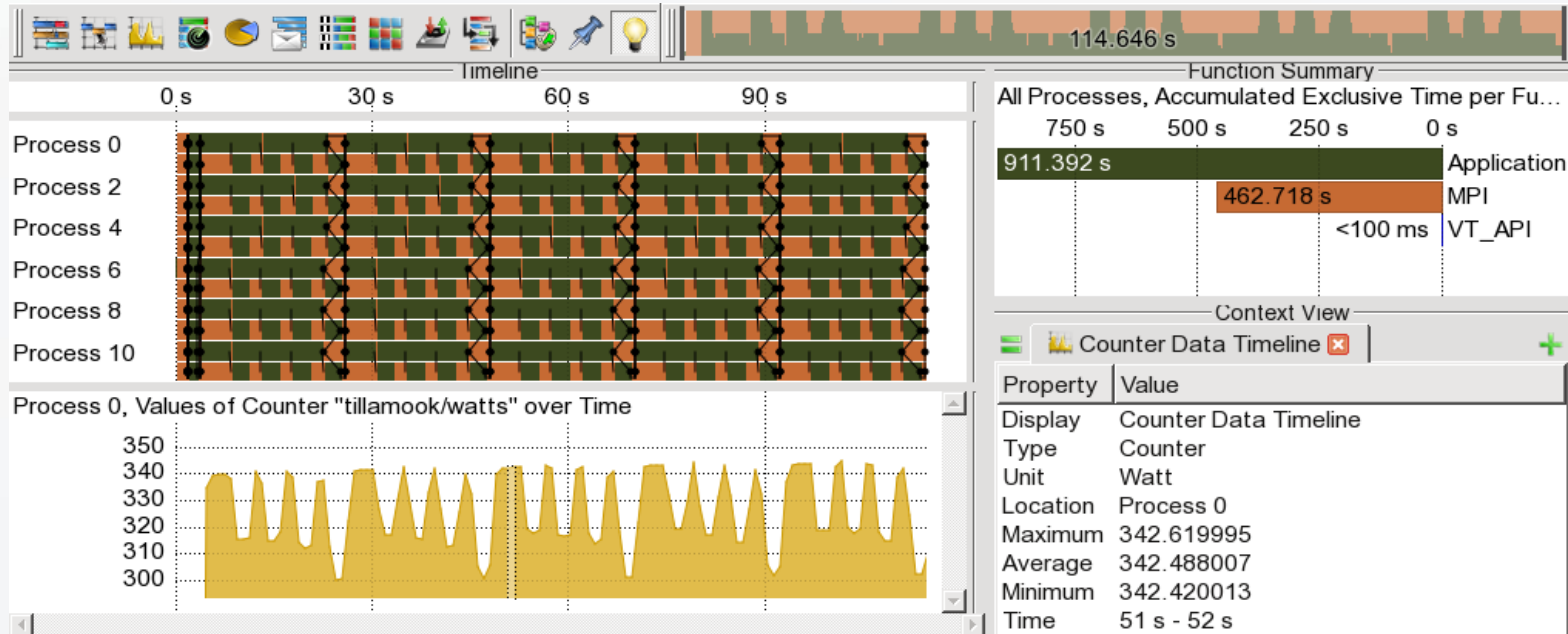 114.646 s
Timeline
0 s 30 s 60 s 90 s
Process 0
Process 2
Process 4
Process 6
Process 8
Process 10
Process 0, Values of Counter "tillamook/watts" over Time
350
340
330
320
310
300
Function Summary
All Processes, Accumulated Exclusive Time per Fu...
750 s 500 s 250 s 0 s
911.392 s Application
462.718 s MPI
<100 ms VT_API
Context View
Counter Data Timeline
Property Value
Display Counter Data Timeline
Type Counter
Unit Watt
Location Process 0
Maximum 342.619995
Average 342.488007
Minimum 342.420013
Time 51 s - 52 s